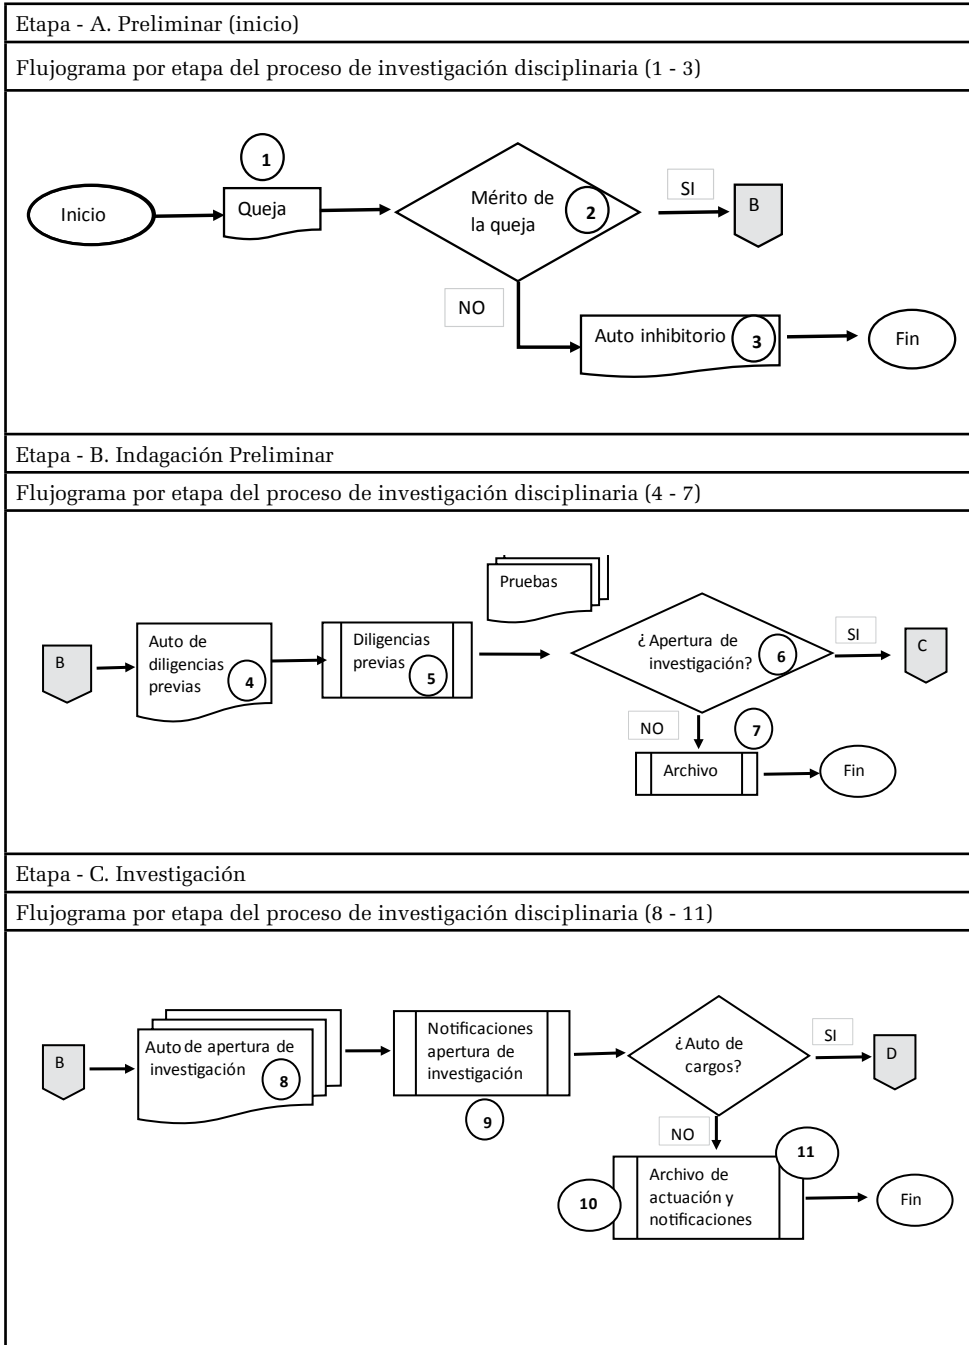 Etapa - A. Preliminar (inicio)
Flujograma por etapa del proceso de investigación disciplinaria (1 - 3)
1
Inicio
Queja
Mérito de
la queja
2
SI
B
NO
Auto inhibitorio
3
Fin
Etapa - B. Indagación Preliminar
Flujograma por etapa del proceso de investigación disciplinaria (4 - 7)
Pruebas
B
Auto de
diligencias
previas
4
Diligencias
previas
5
¿ Apertura de
investigación?
6
SI
C
NO
7
Archivo
Fin
Etapa - C. Investigación
Flujograma por etapa del proceso de investigación disciplinaria (8 - 11)
B
Auto de apertura de
investigación
8
Notificaciones
apertura de
investigación
9
¿Auto de
cargos?
SI
D
NO
11
10
Archivo de
actuación y
notificaciones
Fin